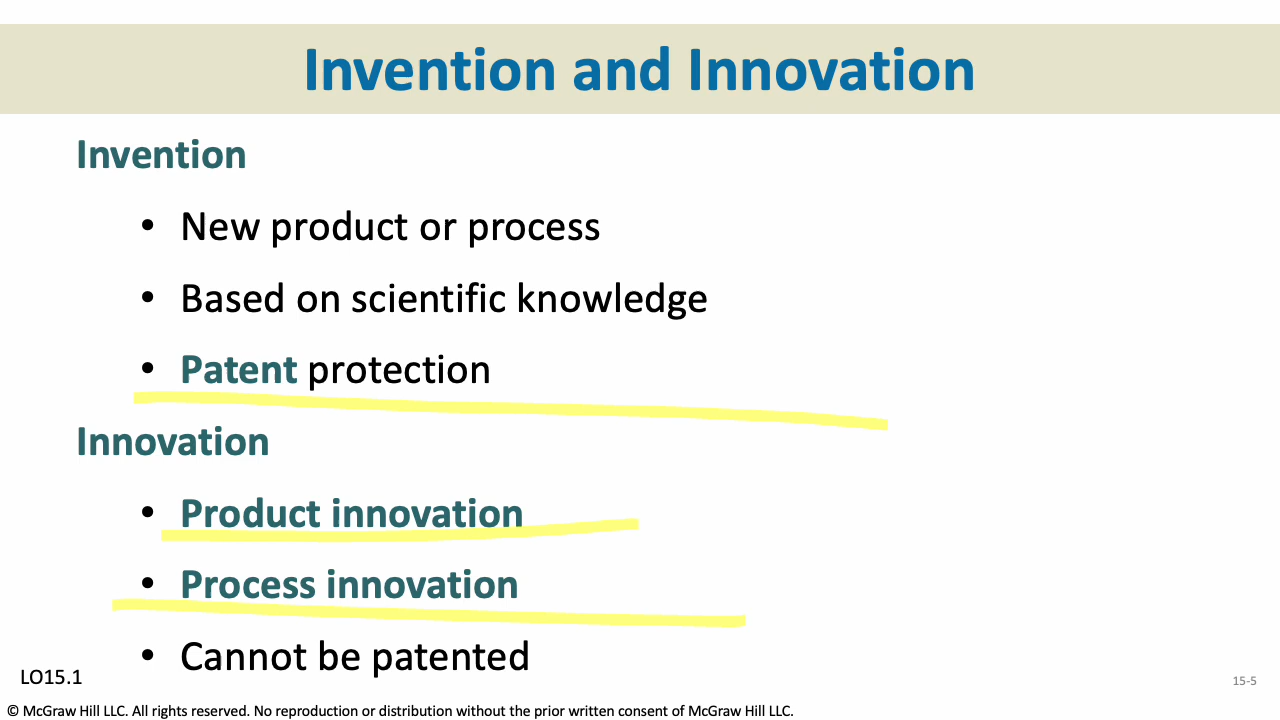 Invention and Innovation
Invention
• New product or process
• Based on scientific knowledge
• Patent protection
Innovation
• Product innovation
• Process innovation
• Cannot be patented
LO15.1
15-5
© McGraw Hill LLC. All rights reserved. No reproduction or distribution without the prior written consent of McGraw Hill LLC.